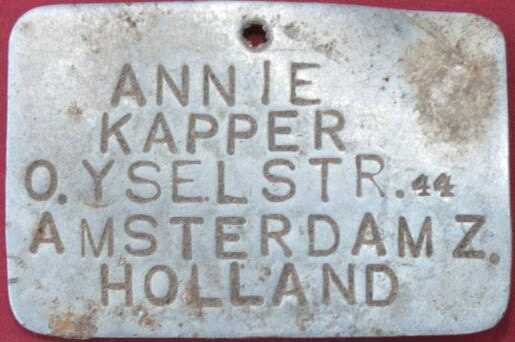 ANNIE
KAPPER
O. YSELSTR. 44
AMSTERDAM Z.
HOLLAND